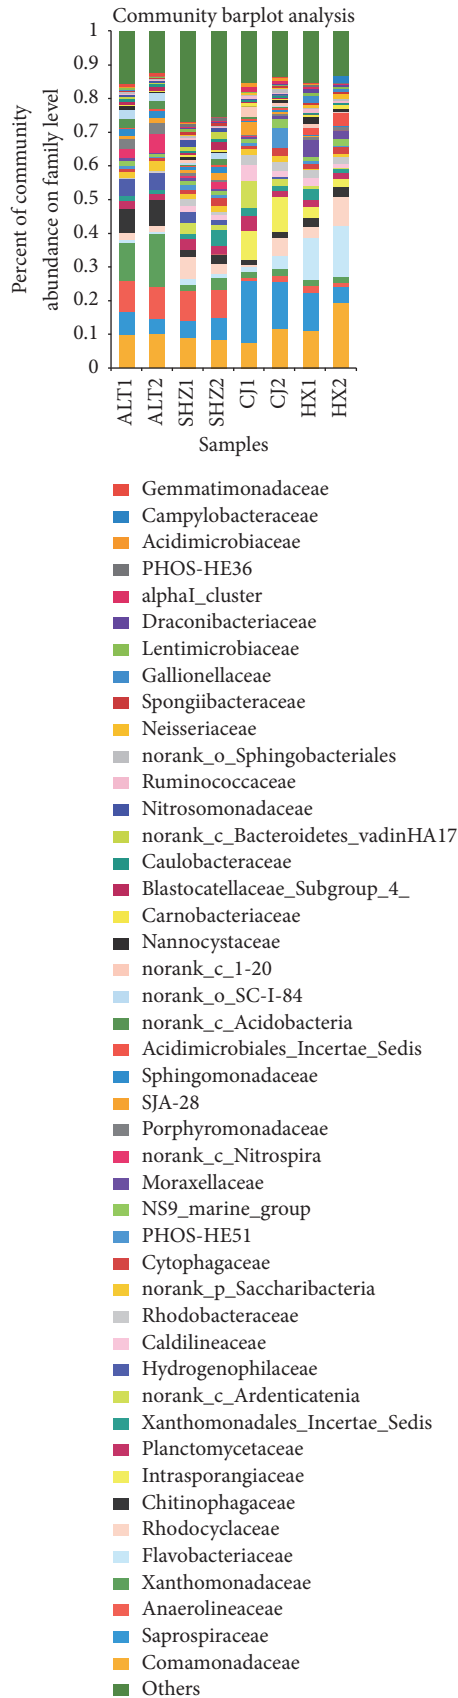 Community barplot analysis
1
0.9
0.8
0.7
0.6
0.5
0.4
0.3
0.2
0.1
0
Percent of community
abundance on family level
ALT1
ALT2
SHZ1
SHZ2
CJ1
CJ2
HX1
HX2
Samples
Gemmatimonadaceae
Campylobacteraceae
Acidimicrobiaceae
PHOS-HE36
alphaI_cluster
Draconibacteriaceae
Lentimicrobiaceae
Gallionellaceae
Spongiibacteraceae
Neisseriaceae
norank_o_Sphingobacteriales
Ruminococcaceae
Nitrosomonadaceae
norank_c_Bacteroidetes_vadinHA17
Caulobacteraceae
Blastocatellaceae_Subgroup_4_
Carnobacteriaceae
Nannocystaceae
norank_c_1-20
norank_o_SC-I-84
norank_c_Acidobacteria
Acidimicrobiales_Incertae_Sedis
Sphingomonadaceae
SJA-28
Porphyromonadaceae
norank_c_Nitrospira
Moraxellaceae
NS9_marine_group
PHOS-HE51
Cytophagaceae
norank_p_Saccharibacteria
Rhodobacteraceae
Caldilineaceae
Hydrogenophilaceae
norank_c_Ardenticatenia
Xanthomonadales_Incertae_Sedis
Planctomycetaceae
Intrasporangiaceae
Chitinophagaceae
Rhodocyclaceae
Flavobacteriaceae
Xanthomonadaceae
Anaerolineaceae
Saprospiraceae
Comamonadaceae
Others